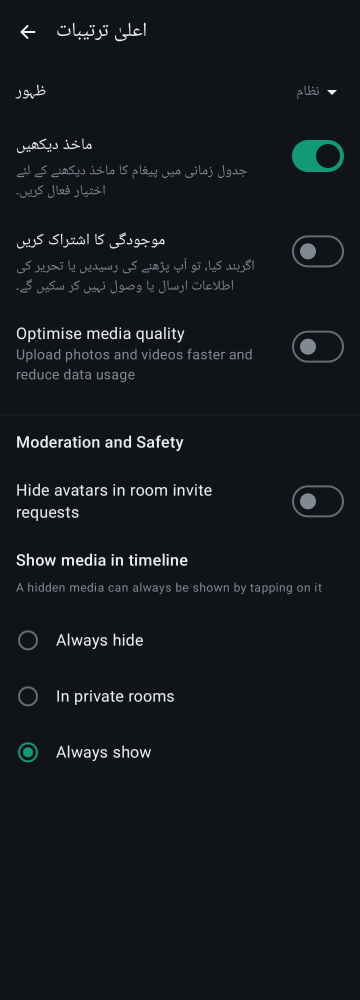 اعلیٰ ترتیبات
ظہور
نظام
ماخذ دیکھیں
جدول زمانی میں پیغام کا ماخذ دیکھنے کے لئے
اختیار فعال کریں۔
موجودگی کا اشتراک کریں
اگربند کیا، تو آپ پڑھنے کی رسیدیں یا تحریر کی
اطلاعات ارسال یا وصول نہیں کر سکیں گے۔
Optimise media quality
Upload photos and videos faster and
reduce data usage
Moderation and Safety
Hide avatars in room invite
requests
Show media in timeline
A hidden media can always be shown by tapping on it
Always hide
In private rooms
Always show